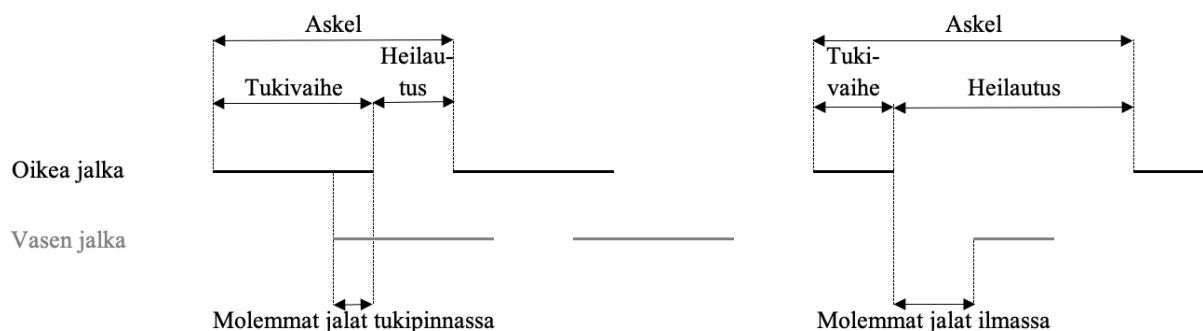 Askel
Heilau-
tus
Tukivaihe
Oikea jalka
Vasen jalka
Molemmat jalat tukipinnassa
Askel
Tuki-
vaihe
Heilautus
Molemmat jalat ilmassa